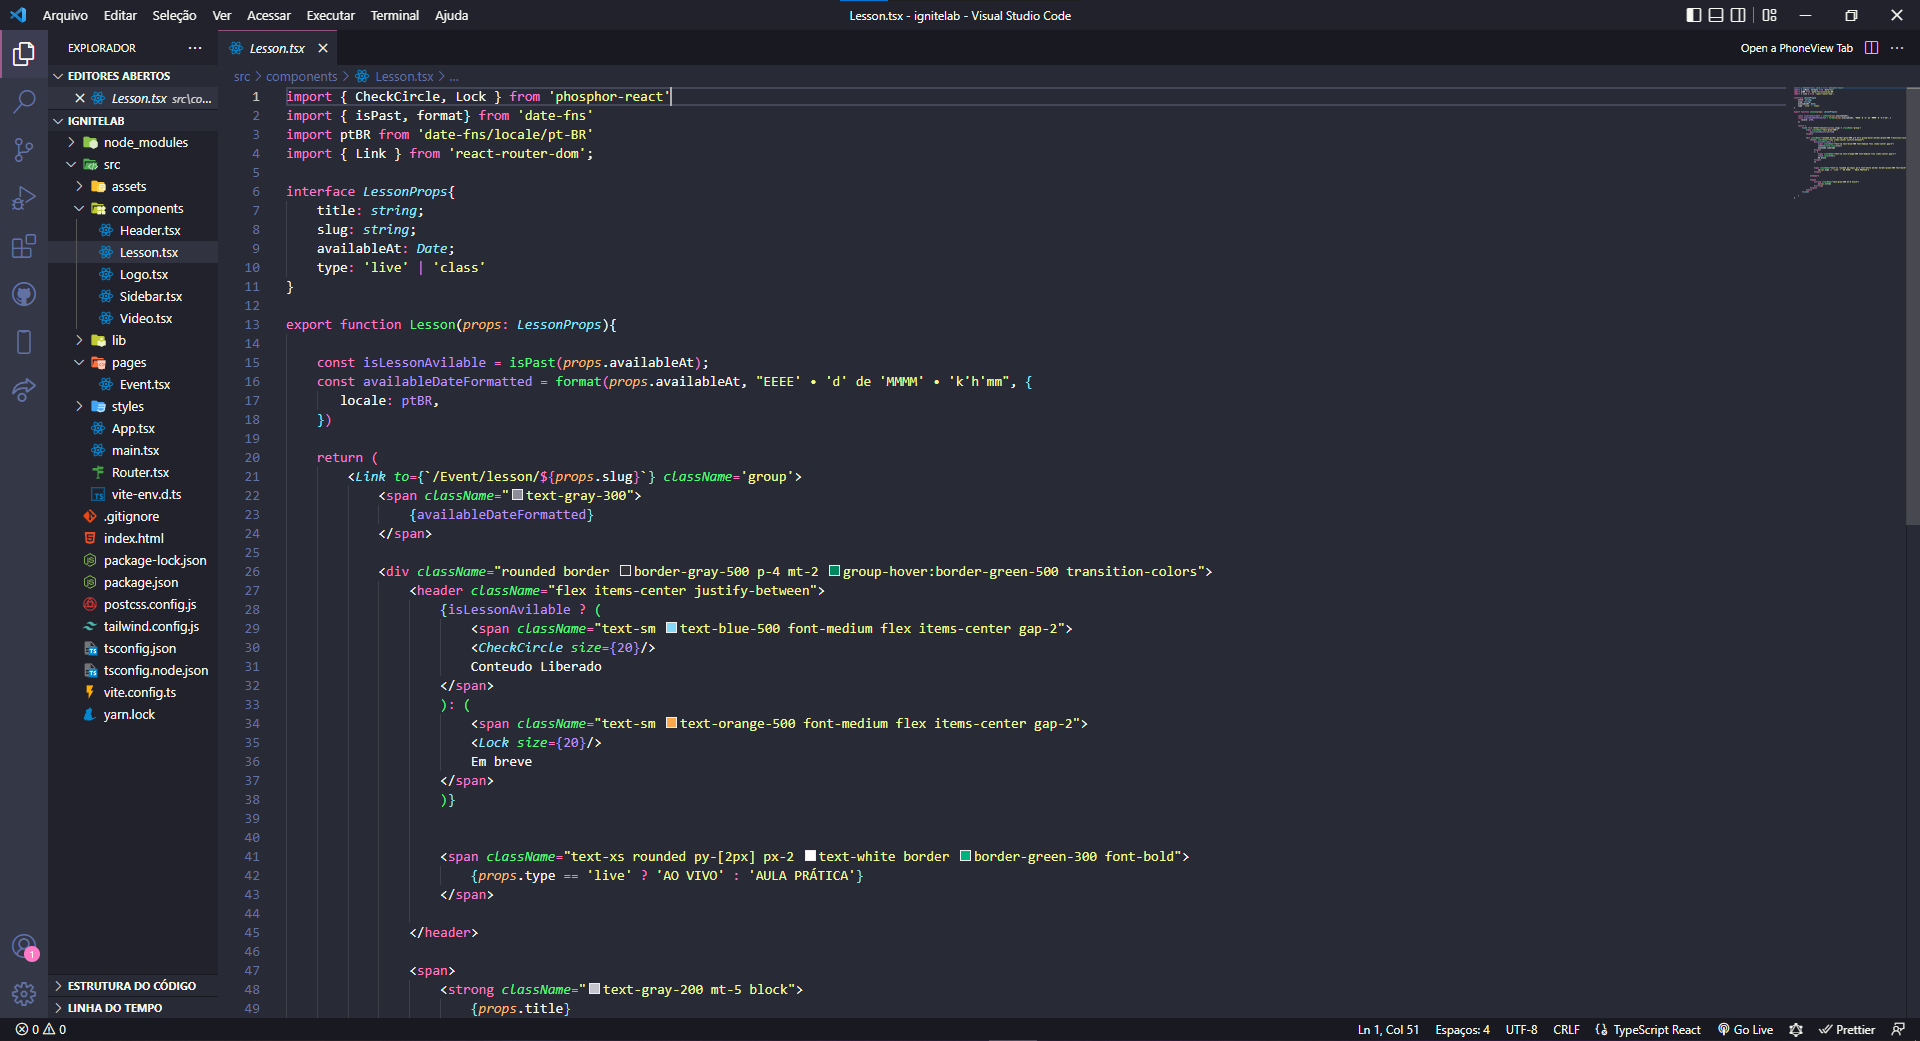 Arquivo Editar Seleção Ver Acessar Executar Terminal Ajuda
Lesson.tsx - ignitelab - Visual Studio Code
EXPLORADOR
EDITORES ABERTOS
Lesson.tsx src\co...
IGNITELAB
node_modules
src
assets
components
Header.tsx
Lesson.tsx
Logo.tsx
Sidebar.tsx
Video.tsx
lib
pages
Event.tsx
styles
App.tsx
main.tsx
Router.tsx
vite-env.d.ts
.gitignore
index.html
package-lock.json
package.json
postcss.config.js
tailwind.config.js
tsconfig.json
tsconfig.node.json
vite.config.ts
yarn.lock
ESTRUTURA DO CÓDIGO
LINHA DO TEMPO
1
Lesson.tsx
Open a PhoneView Tab
src > components > Lesson.tsx > ...
1 import { CheckCircle, Lock } from 'phosphor-react'
2 import { isPast, format} from 'date-fns'
3 import ptBR from 'date-fns/locale/pt-BR'
4 import { Link } from 'react-router-dom';
5
6 interface LessonProps{
7 title: string;
8 slug: string;
9 availableAt: Date;
10 type: 'live' | 'class'
11 }
12
13 export function Lesson(props: LessonProps){
14
15 const isLessonAvilable = isPast(props.availableAt);
16 const availableDateFormatted = format(props.availableAt, "EEEE' • 'd' de 'MMMM' • 'k'h'mm", {
17 locale: ptBR,
18 })
19
20 return (
21 <Link to={`/Event/lesson/${props.slug}`} className='group'>
22 <span className="text-gray-300">
23 {availableDateFormatted}
24 </span>
25
26 <div className="rounded border border-gray-500 p-4 mt-2 group-hover:border-green-500 transition-colors">
27 <header className="flex items-center justify-between">
28 {isLessonAvilable ? (
29 <span className="text-sm text-blue-500 font-medium flex items-center gap-2">
30 <CheckCircle size={20}/>
31 Conteudo Liberado
32 </span>
33 ): (
34 <span className="text-sm text-orange-500 font-medium flex items-center gap-2">
35 <Lock size={20}/>
36 Em breve
37 </span>
38 )}
39
40
41 <span className="text-xs rounded py-[2px] px-2 text-white border border-green-300 font-bold">
42 {props.type == 'live' ? 'AO VIVO' : 'AULA PRÁTICA'}
43 </span>
44
45 </header>
46
47 <span>
48 <strong className="text-gray-200 mt-5 block">
49 {props.title}
0 0
Ln 1, Col 51 Espaços: 4 UTF-8 CRLF TypeScript React Go Live Prettier